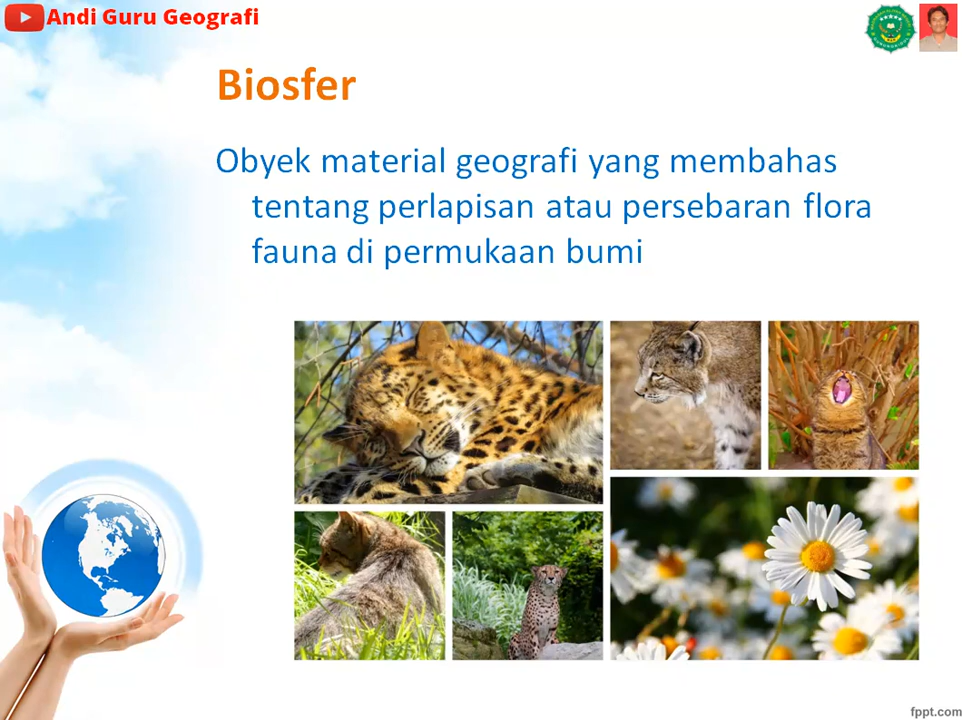 Andi Guru Geografi
Biosfer
Obyek material geografi yang membahas
tentang perlapisan atau persebaran flora
fauna di permukaan bumi
fppt.com